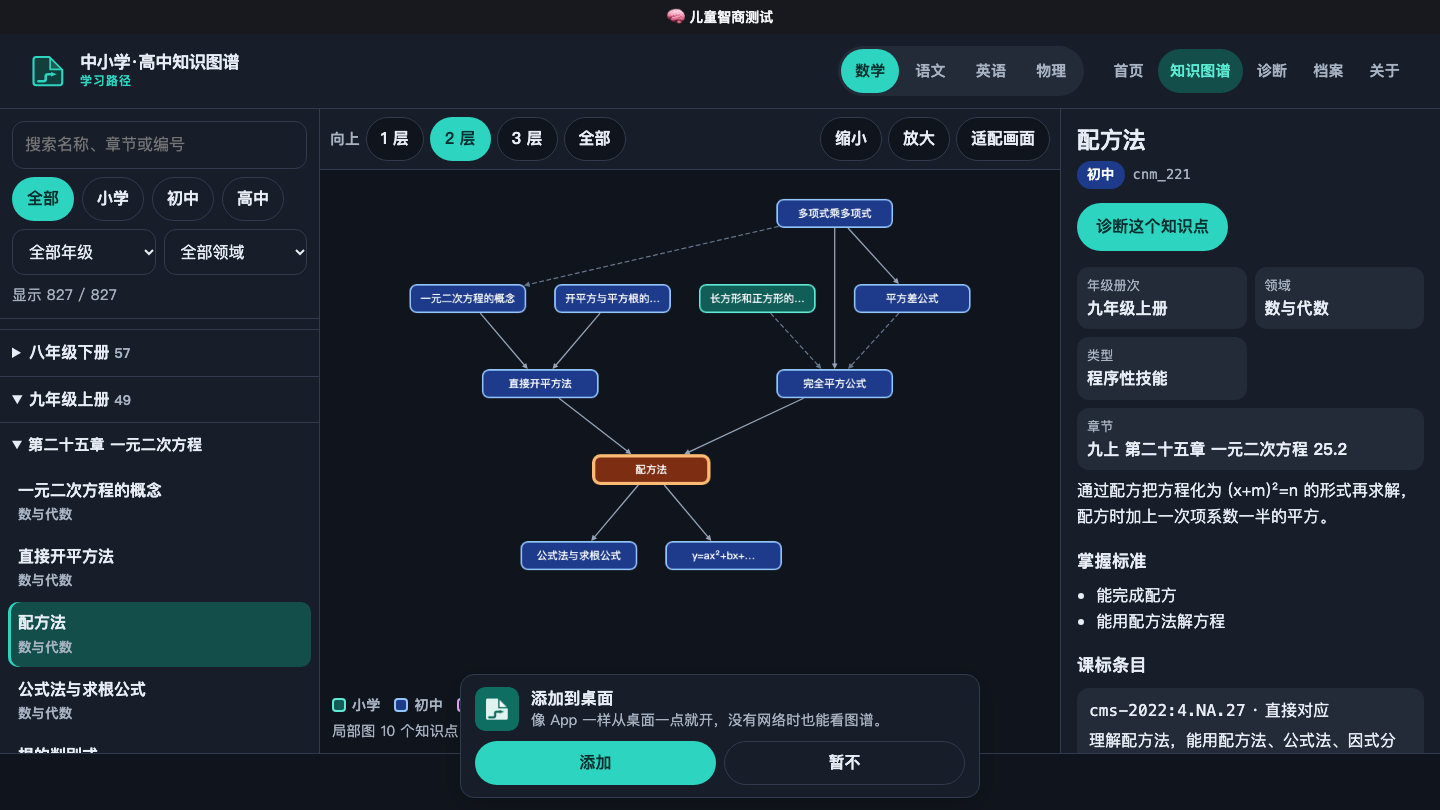 🧠 儿童智商测试
中小学·高中知识图谱
学习路径
数学 语文 英语 物理
首页 知识图谱 诊断 档案 关于
搜索名称、章节或编号
全部 小学 初中 高中
全部年级 全部领域
显示 827 / 827
八年级下册 57
九年级上册 49
第二十五章 一元二次方程
一元二次方程的概念
数与代数
直接开平方法
数与代数
配方法
数与代数
公式法与求根公式
数与代数
向上 1 层 2 层 3 层 全部 缩小 放大 适配画面
多项式乘多项式
一元二次方程的概念 开平方与平方根的… 长方形和正方形的… 平方差公式
直接开平方法 完全平方公式
配方法
公式法与求根公式 y=ax²+bx+…
小学 初中
局部图 10 个知识点
添加到桌面
像 App 一样从桌面一点就开，没有网络时也能看图谱。
添加 暂不
配方法
初中 cnm_221
诊断这个知识点
年级册次
九年级上册
领域
数与代数
类型
程序性技能
章节
九上 第二十五章 一元二次方程 25.2
通过配方把方程化为 (x+m)²=n 的形式再求解，
配方时加上一次项系数一半的平方。
掌握标准
能完成配方
能用配方法解方程
课标条目
cms-2022:4.NA.27 · 直接对应
理解配方法，能用配方法、公式法、因式分